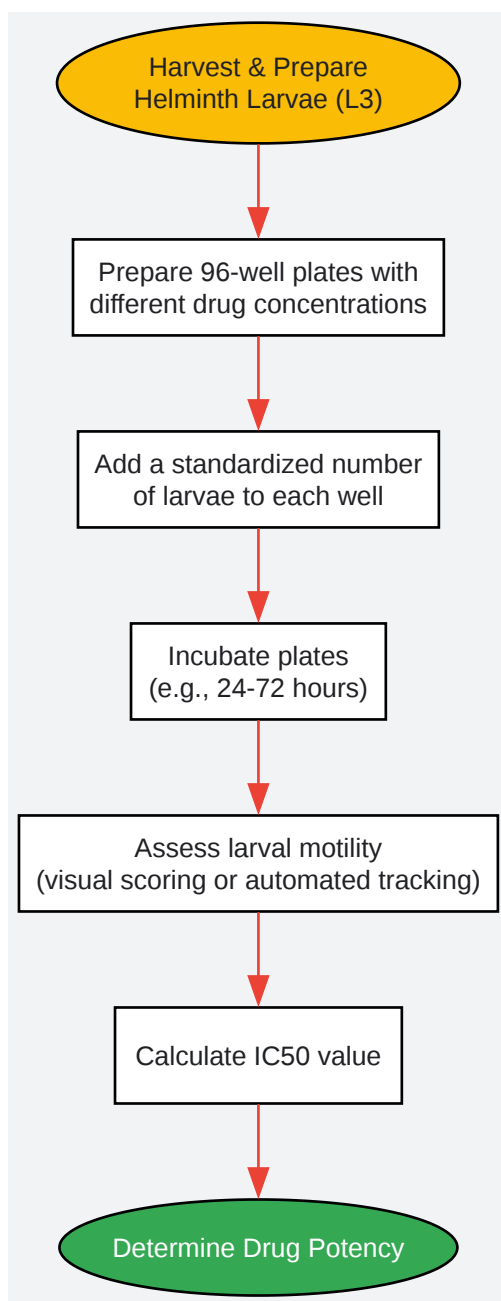 Harvest & Prepare
Helminth Larvae (L3)
Prepare 96-well plates with
different drug concentrations
Add a standardized number
of larvae to each well
Incubate plates
(e.g., 24-72 hours)
Assess larval motility
(visual scoring or automated tracking)
Calculate IC50 value
Determine Drug Potency